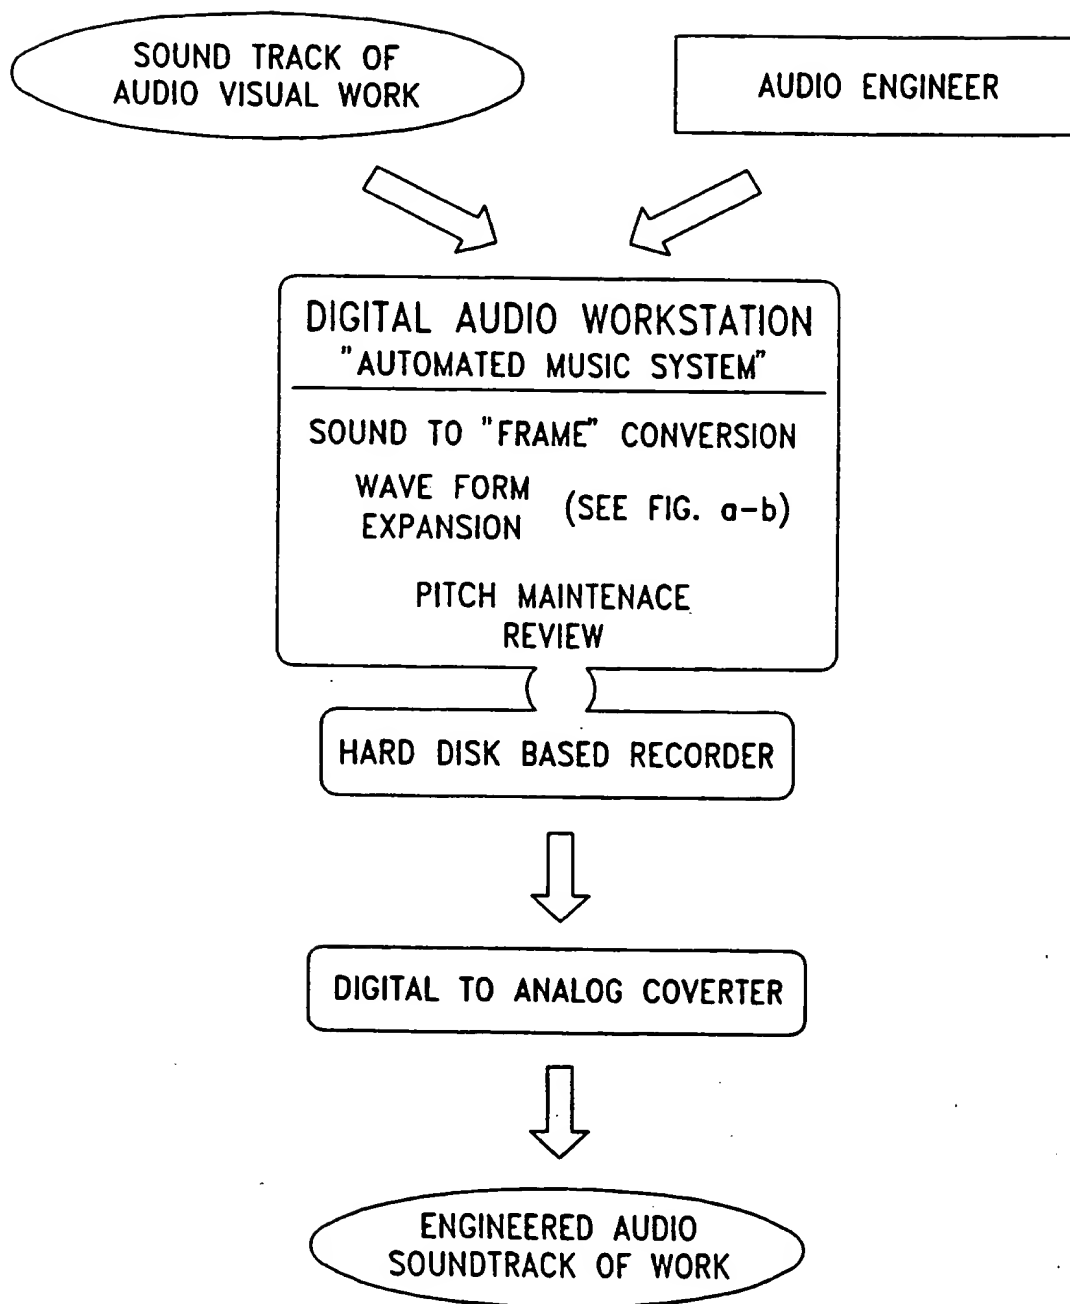 SOUND TRACK OF
AUDIO VISUAL WORK
AUDIO ENGINEER
DIGITAL AUDIO WORKSTATION
"AUTOMATED MUSIC SYSTEM"
SOUND TO "FRAME" CONVERSION
WAVE FORM
EXPANSION
(SEE FIG. a-b)
PITCH MAINTENACE
REVIEW
HARD DISK BASED RECORDER
DIGITAL TO ANALOG COVERTER
ENGINEERED AUDIO
SOUNDTRACK OF WORK